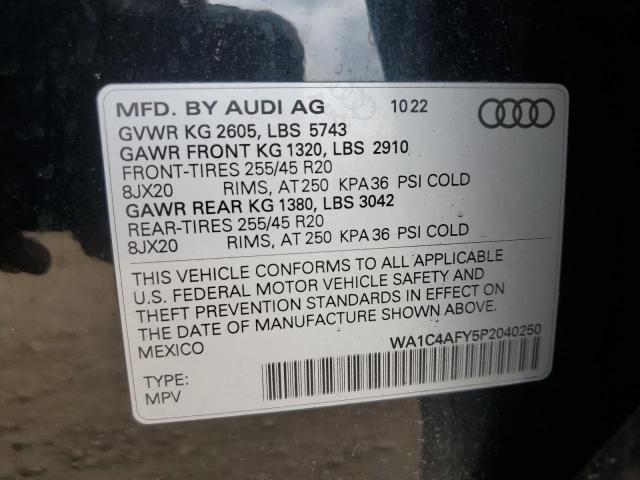 MFD. BY AUDI AG 10 22
GVWR KG 2605, LBS 5743
GAWR FRONT KG 1320, LBS 2910
FRONT-TIRES 255/45 R20
8JX20 RIMS, AT 250 KPA 36 PSI COLD
GAWR REAR KG 1380, LBS 3042
REAR-TIRES 255/45 R20
8JX20 RIMS, AT 250 KPA 36 PSI COLD
THIS VEHICLE CONFORMS TO ALL APPLICABLE
U.S. FEDERAL MOTOR VEHICLE SAFETY AND
THEFT PREVENTION STANDARDS IN EFFECT ON
THE DATE OF MANUFACTURE SHOWN ABOVE.
MEXICO WA1C4AFY5P2040250
TYPE:
MPV